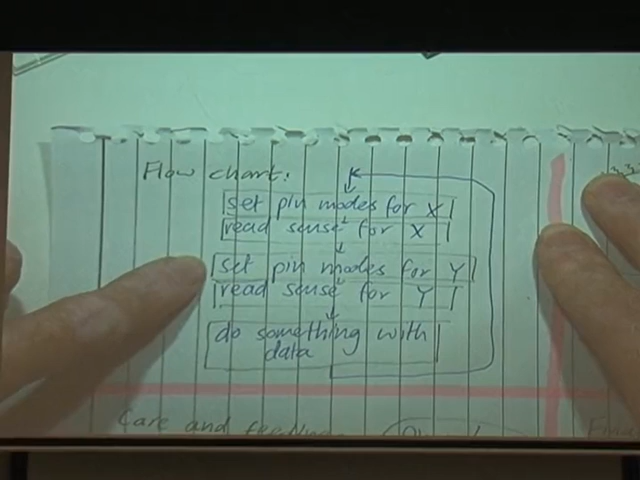 Flow chart:
set pin modes for X
read sense for X
set pin modes for Y
read sense for Y
do something with
data
Care and feeding